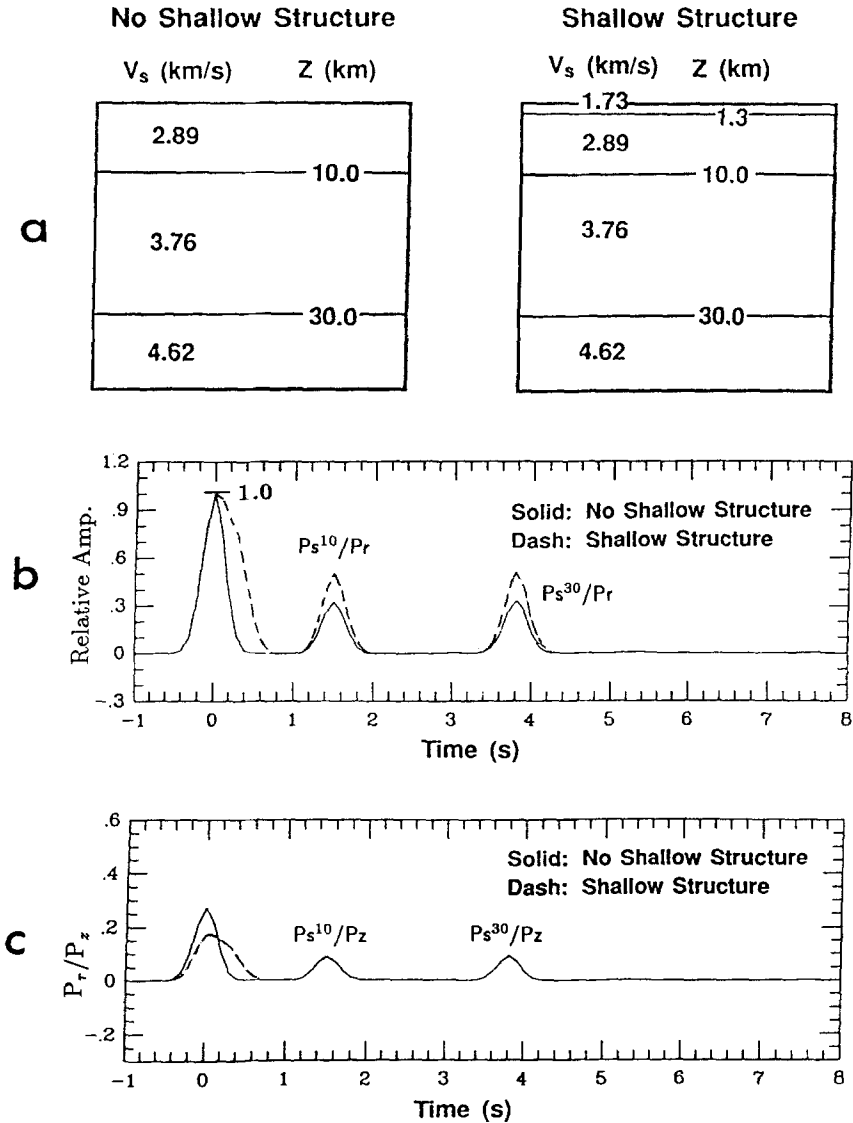 No Shallow Structure
Shallow Structure
Vs (km/s) Z (km)
Vs (km/s) Z (km)
a
2.89
10.0
3.76
30.0
4.62
1.73
1.3
2.89
10.0
3.76
30.0
4.62
b
Relative Amp.
1.2
.9
.6
.3
0
-.3
1.0
Ps10/Pr
Ps30/Pr
Solid: No Shallow Structure
Dash: Shallow Structure
-1 0 1 2 3 4 5 6 7 8
Time (s)
c
Pr/Pz
.6
.4
.2
0
-.2
Ps10/Pz
Ps30/Pz
Solid: No Shallow Structure
Dash: Shallow Structure
-1 0 1 2 3 4 5 6 7 8
Time (s)